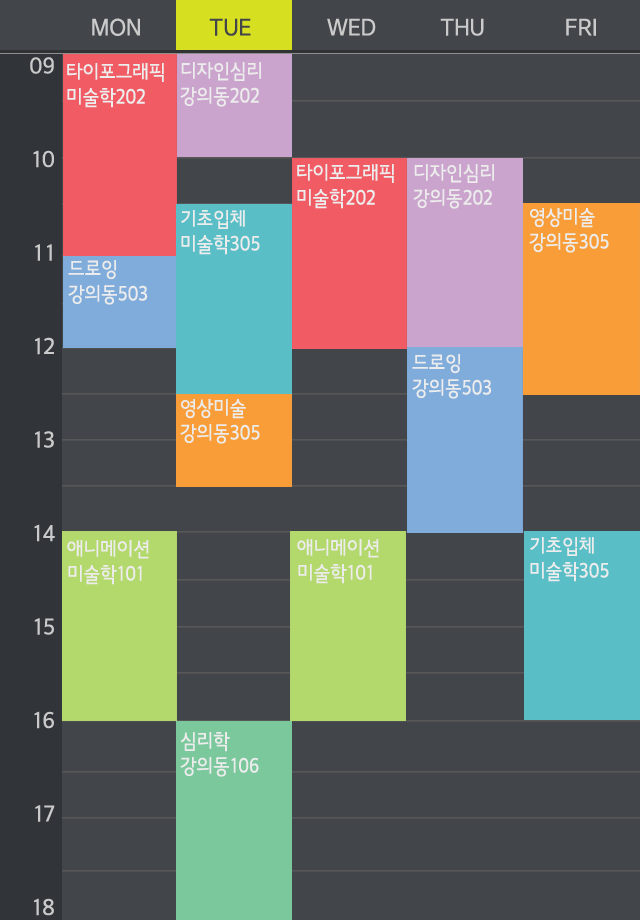 MON TUE WED THU FRI
09
타이포그래픽
미술학202
디자인심리
강의동202
10
타이포그래픽
미술학202
디자인심리
강의동202
기초입체
미술학305
영상미술
강의동305
11
드로잉
강의동503
12
드로잉
강의동503
영상미술
강의동305
13
14
애니메이션
미술학101
애니메이션
미술학101
기초입체
미술학305
15
16
심리학
강의동106
17
18